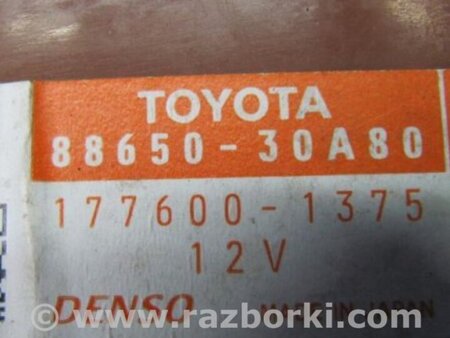 TOYOTA
88650-30A80
177600-1375
12V
DENSO MADE IN JAPAN
© www.razborki.com